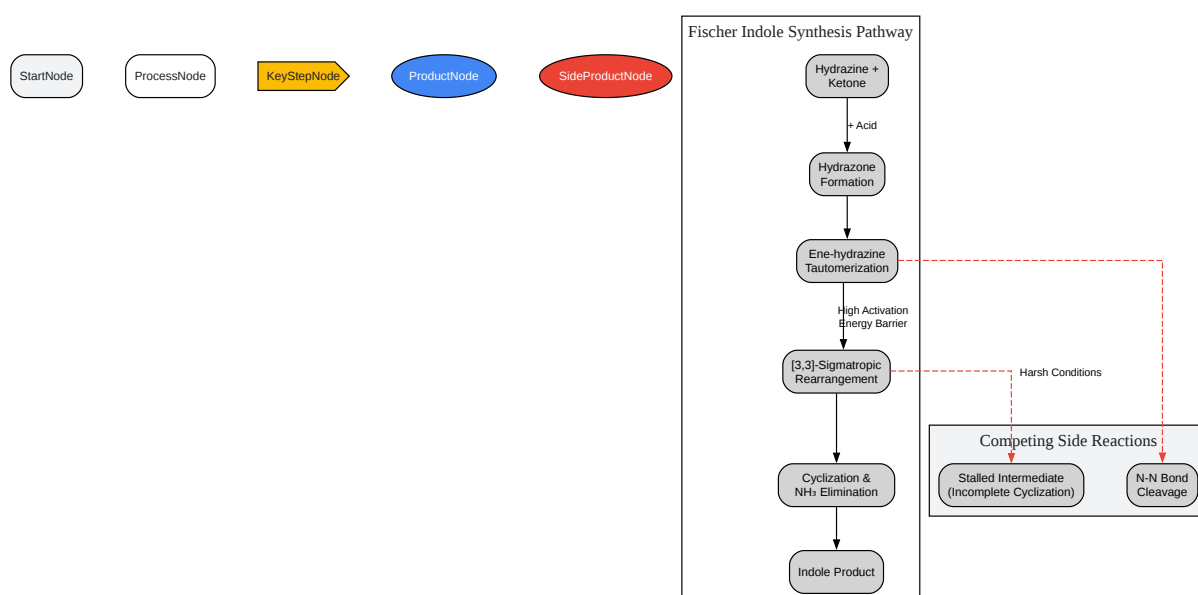 StartNode
ProcessNode
KeyStepNode
ProductNode
SideProductNode
Fischer Indole Synthesis Pathway
Hydrazine +
Ketone
+ Acid
Hydrazone
Formation
Ene-hydrazine
Tautomerization
High Activation
Energy Barrier
[3,3]-Sigmatropic
Rearrangement
Harsh Conditions
Competing Side Reactions
Cyclization &
NH₃ Elimination
Stalled Intermediate
(Incomplete Cyclization)
N-N Bond
Cleavage
Indole Product